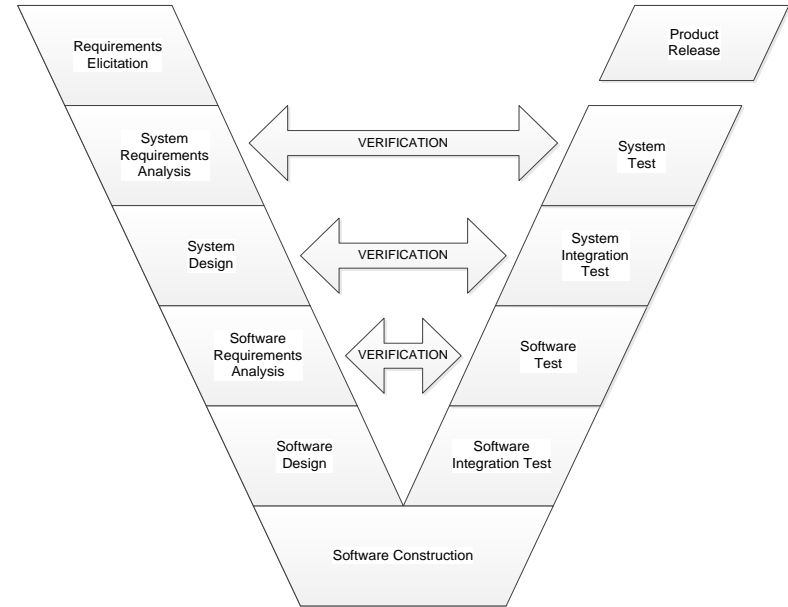 Requirements
Elicitation
Product
Release
System
Requirements
Analysis
VERIFICATION
System
Test
System
Design
VERIFICATION
System
Integration
Test
Software
Requirements
Analysis
VERIFICATION
Software
Test
Software
Design
Software
Integration Test
Software Construction